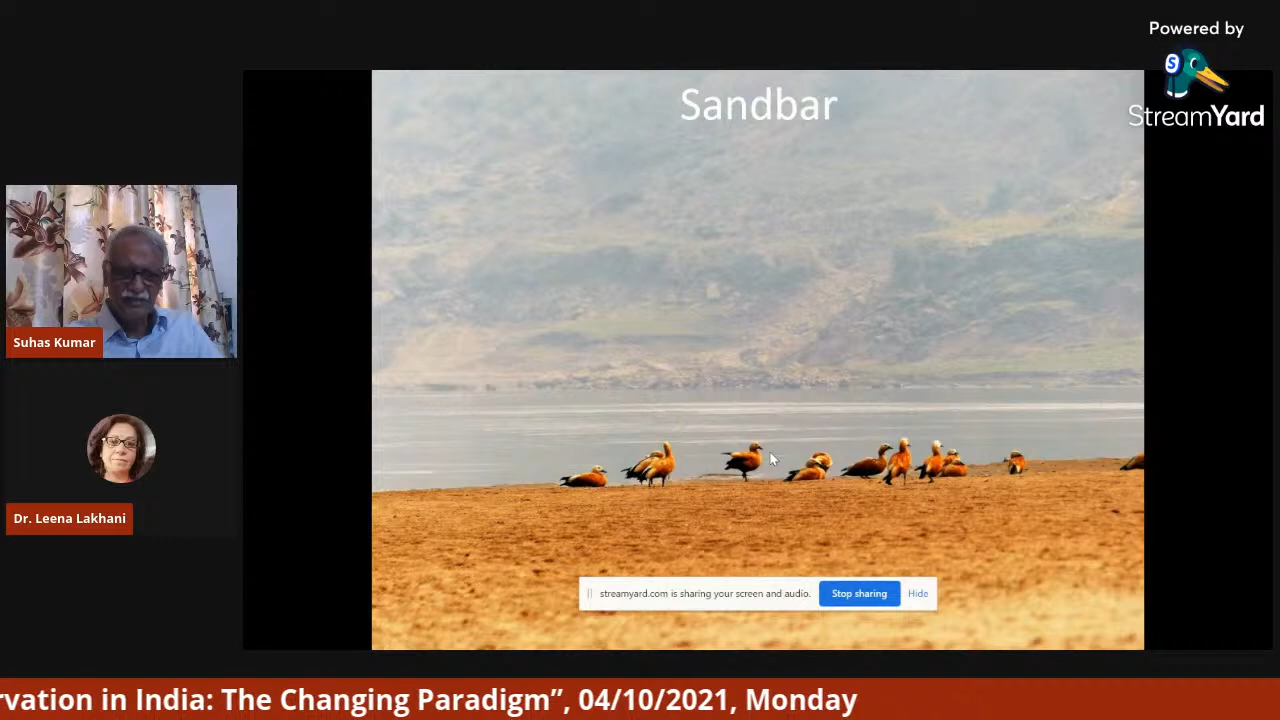 Powered by
S
StreamYard
Sandbar
Suhas Kumar
Dr. Leena Lakhani
streamyard.com is sharing your screen and audio.
Stop sharing
Hide
rvation in India: The Changing Paradigm”, 04/10/2021, Monday